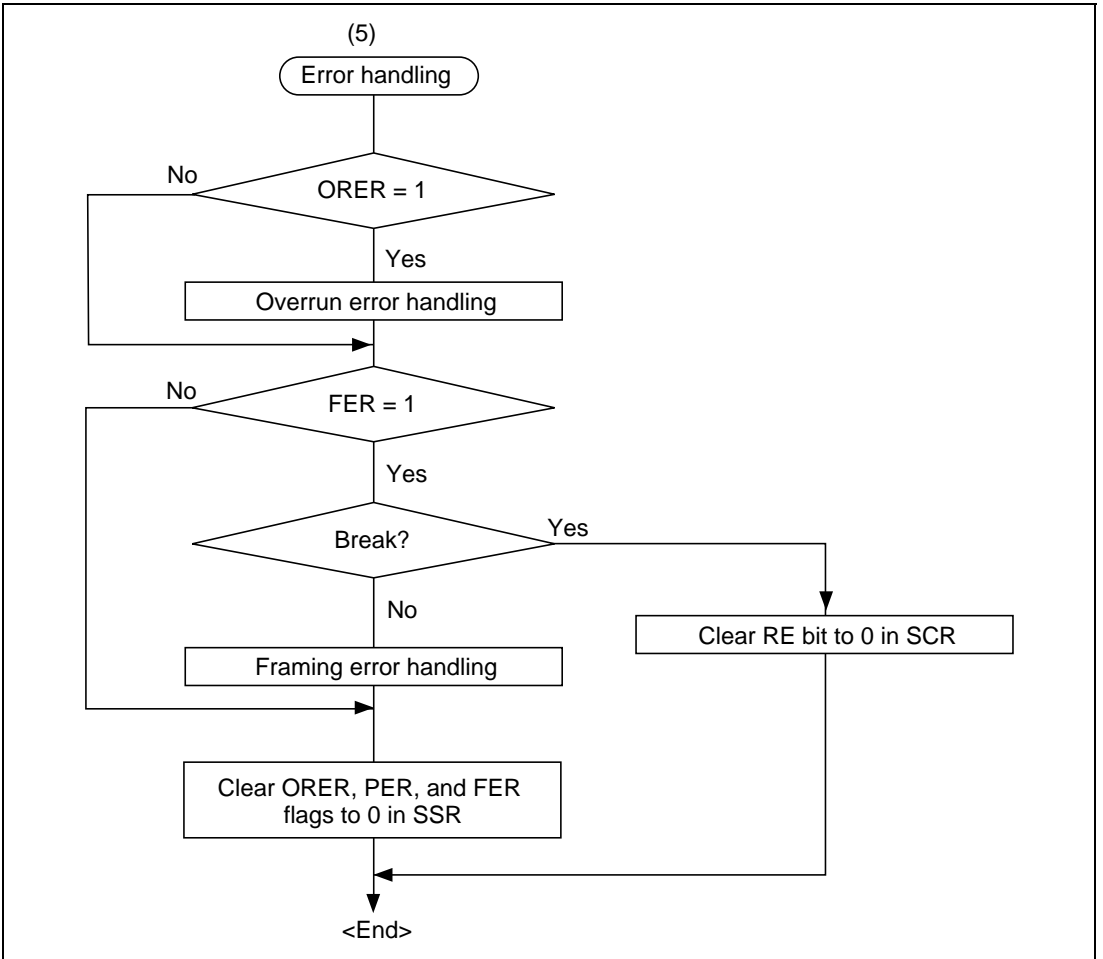 (5)
Error handling
No
ORER = 1
Yes
Overrun error handling
No
FER = 1
Yes
Break?
Yes
No
Clear RE bit to 0 in SCR
Framing error handling
Clear ORER, PER, and FER
flags to 0 in SSR
<End>